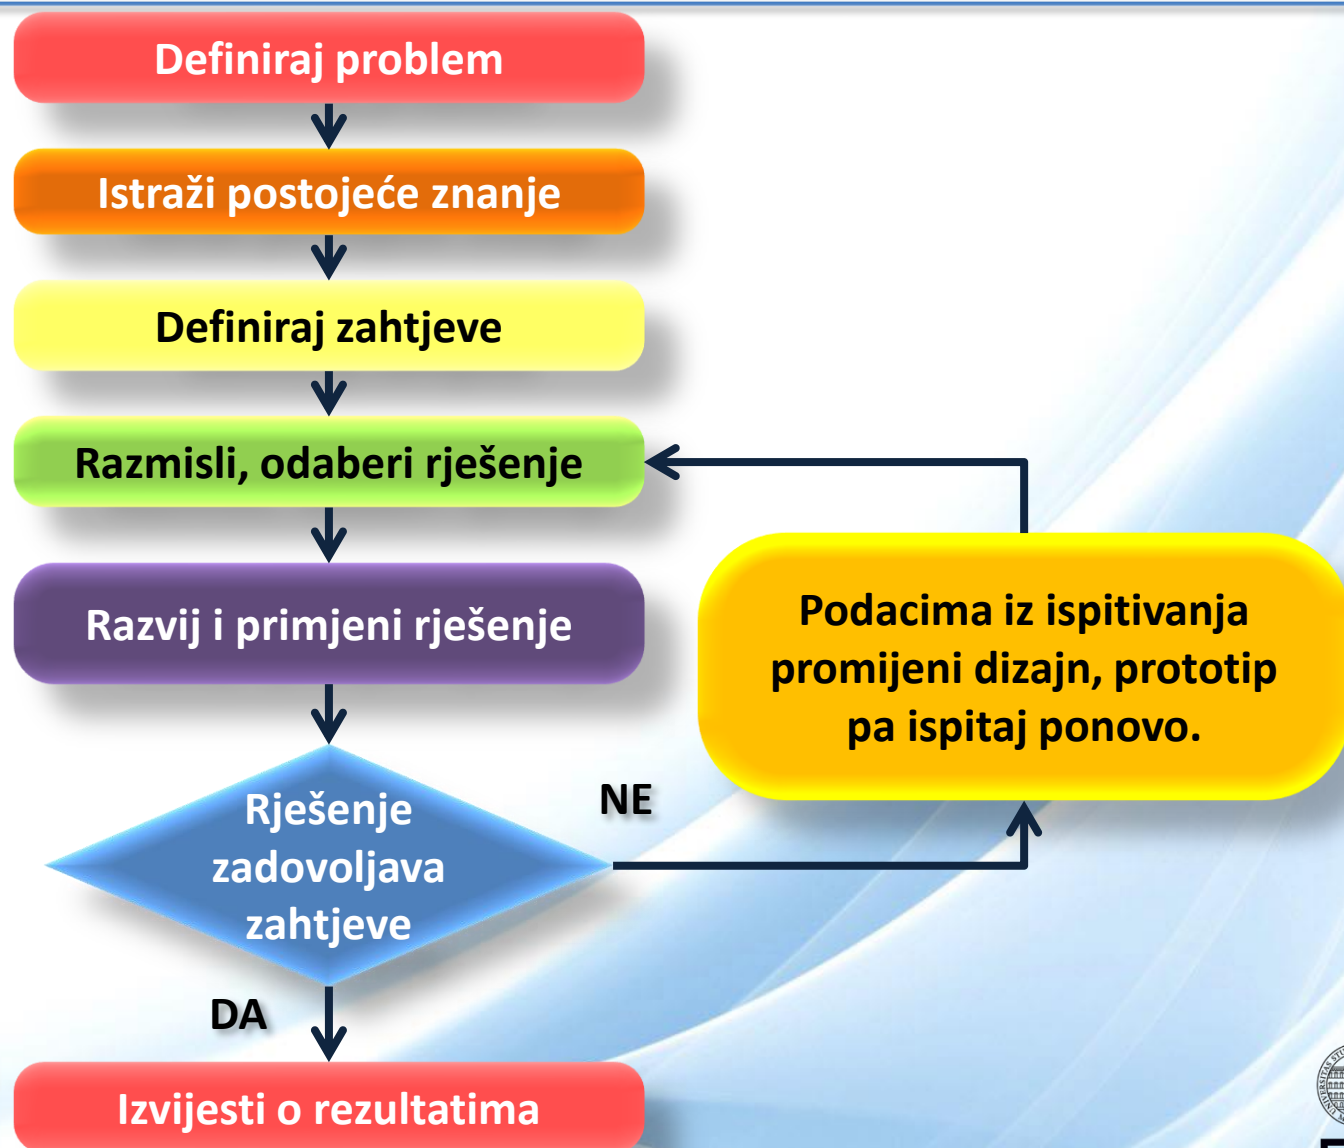 Definiraj problem
Istraži postojeće znanje
Definiraj zahtjeve
Razmisli, odaberi rješenje
Razvij i primjeni rješenje
Podacima iz ispitivanja
promijeni dizajn, prototip
pa ispitaj ponovo.
Rješenje
zadovoljava
zahtjeve
NE
DA
Izvijesti o rezultatima